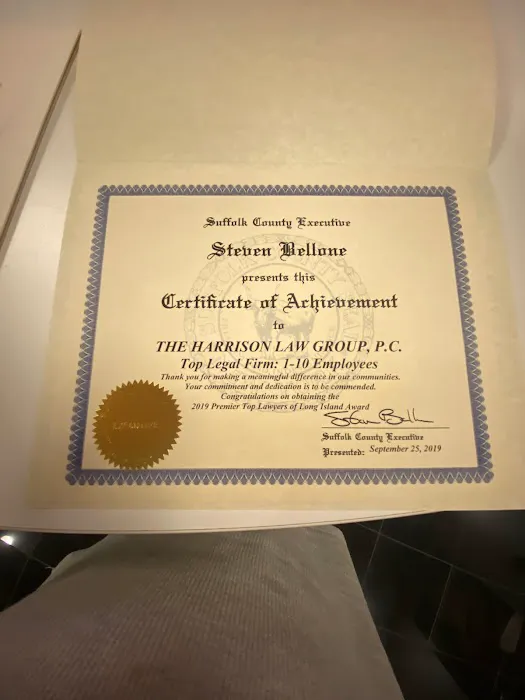 Suffolk County Executive
Steven Bellone
presents this
Certificate of Achievement
to
THE HARRISON LAW GROUP, P.C.
Top Legal Firm: 1-10 Employees
Thank you for making a meaningful difference in our communities.
Your commitment and dedication is to be commended.
Congratulations on obtaining the
2019 Premier Top Lawyers of Long Island Award
Suffolk County Executive
Presented: September 25, 2019